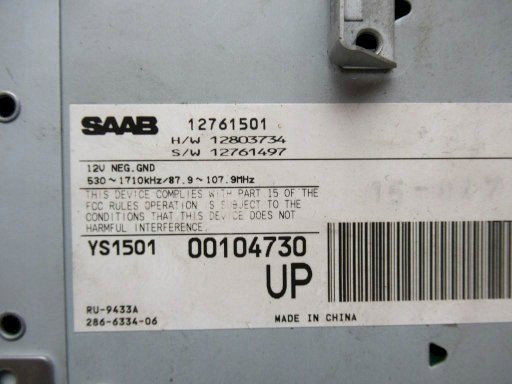 SAAB 12761501
H/W 12803734
S/W 12761497
12V NEG.GND
530~1710kHz/87.9~107.9MHz
THIS DEVICE COMPLIES WITH PART 15 OF THE
FCC RULES OPERATION IS SUBJECT TO THE
CONDITIONS THAT THIS DEVICE DOES NOT
HARMFUL INTERFERENCE.
YS1501 00104730
UP
RU-9433A
286-6334-06
MADE IN CHINA